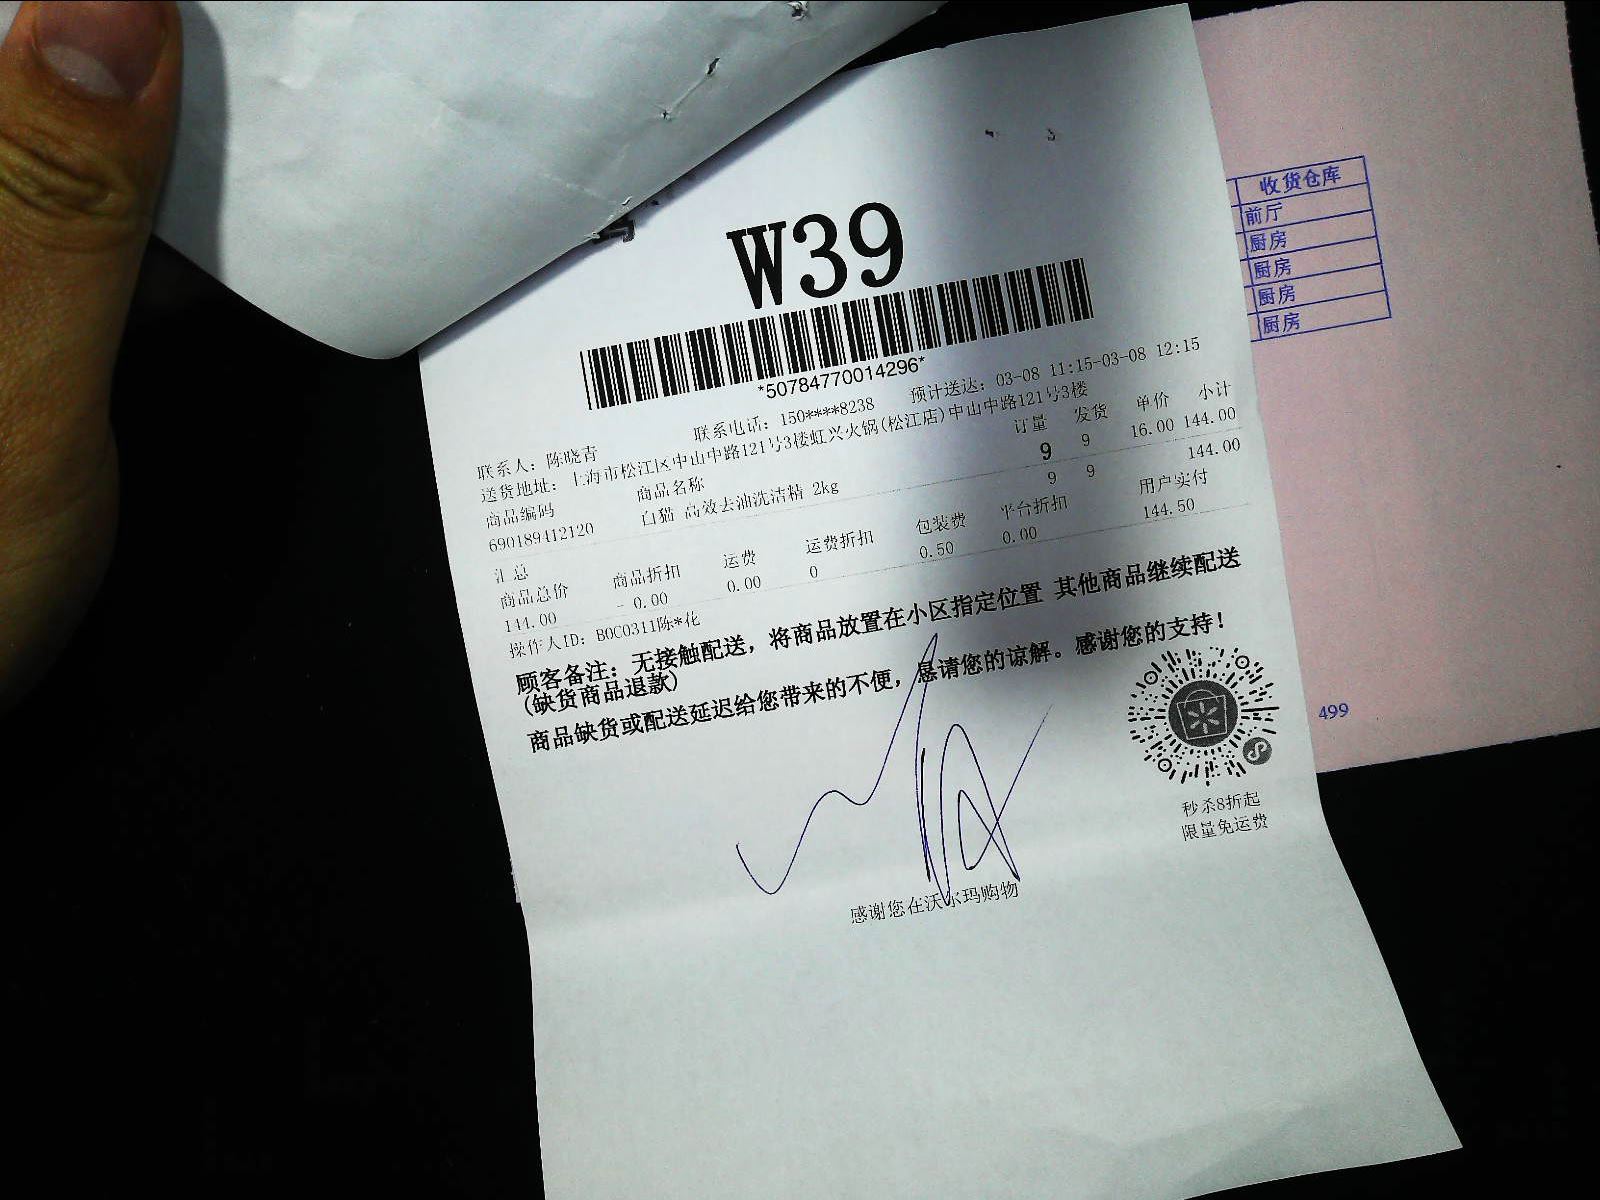 W39
*50784770014296*
联系人：陈晓青 联系电话：150****8238 预计送达：03-08 11:15-03-08 12:15
送货地址：上海市松江区中山中路121号3楼虹兴火锅(松江店)中山中路121号3楼
商品编码 商品名称 订量 发货 单价 小计
690189412120 白猫 高效去油洗洁精 2kg 9 9 16.00 144.00
汇总 9 9 144.00
商品总价 商品折扣 运费 运费折扣 包装费 平台折扣 用户实付
144.00 - 0.00 0.00 0 0.50 0.00 144.50
操作人ID：B0C0311陈*花
顾客备注：无接触配送，将商品放置在小区指定位置 其他商品继续配送
(缺货商品退款)
商品缺货或配送延迟给您带来的不便，恳请您的谅解。感谢您的支持！
秒杀8折起
限量免运费
感谢您在沃尔玛购物
收货仓库
前厅
厨房
厨房
厨房
厨房
499